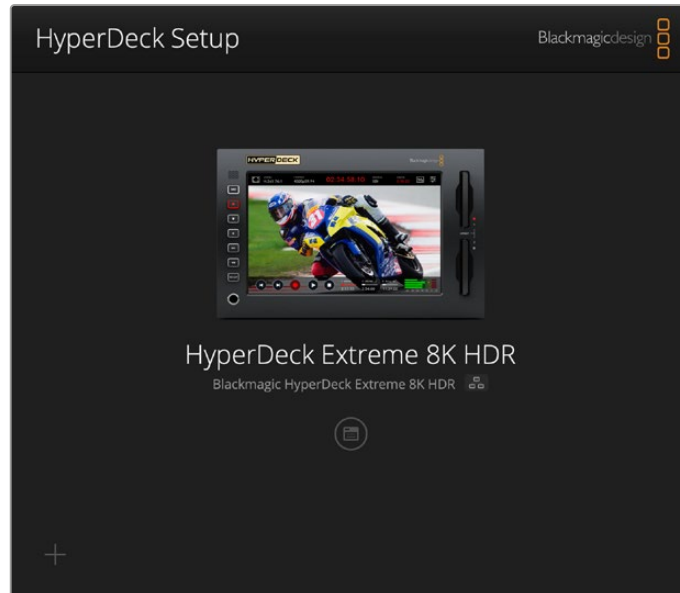 HyperDeck Setup
Blackmagicdesign
HYPERDECK
HyperDeck Extreme 8K HDR
Blackmagic HyperDeck Extreme 8K HDR